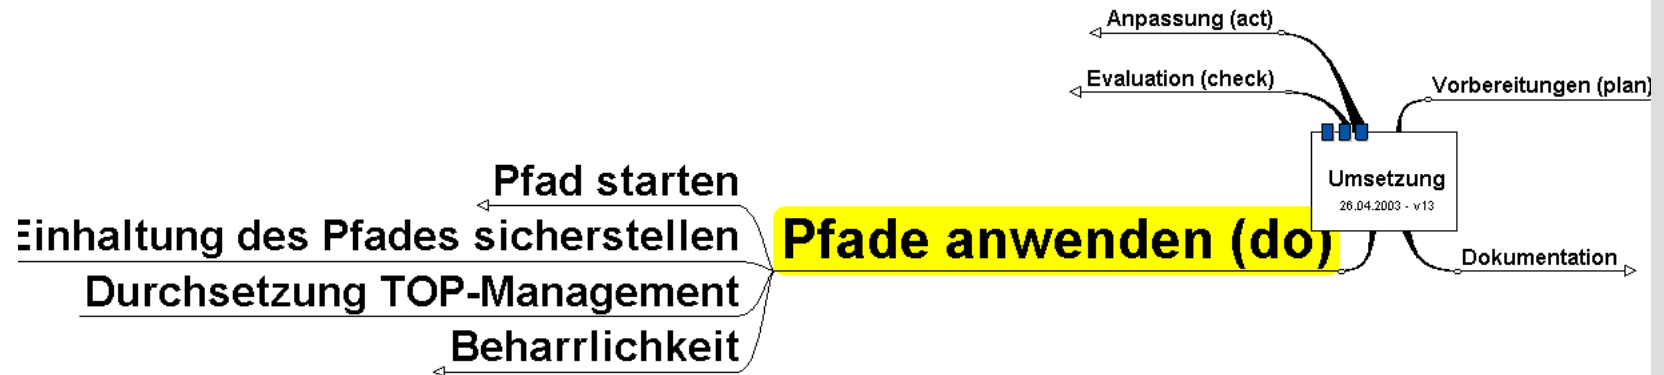 Anpassung (act)
Evaluation (check)
Vorbereitungen (plan)
Umsetzung
26.04.2003 - v13
Pfad starten
Einhaltung des Pfades sicherstellen
Pfade anwenden (do)
Durchsetzung TOP-Management
Beharrlichkeit
Dokumentation